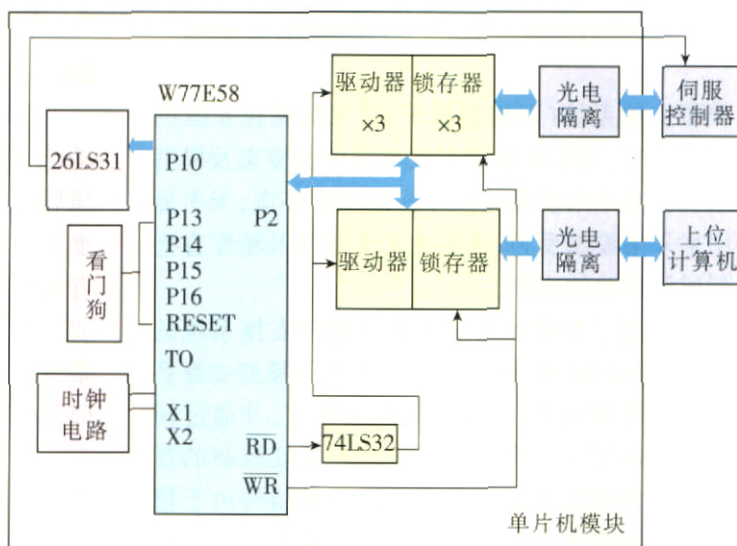 W77E58
26LS31
P10
P13
P14
P15
P16
RESET
TO
X1
X2
P2
RD
WR
看
门
狗
时钟
电路
74LS32
驱动器
×3
锁存器
×3
驱动器
锁存器
光电
隔离
伺服
控制器
光电
隔离
上位
计算机
单片机模块